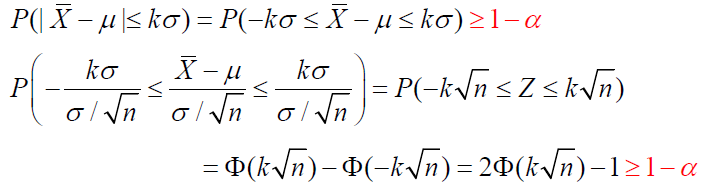 P(| X̄ − μ |≤ kσ) = P(−kσ ≤ X̄ − μ ≤ kσ) ≥ 1 − α
P(−kσ / (σ / √n) ≤ (X̄ − μ) / (σ / √n) ≤ kσ / (σ / √n)) = P(−k√n ≤ Z ≤ k√n)
= Φ(k√n) − Φ(−k√n) = 2Φ(k√n) − 1 ≥ 1 − α